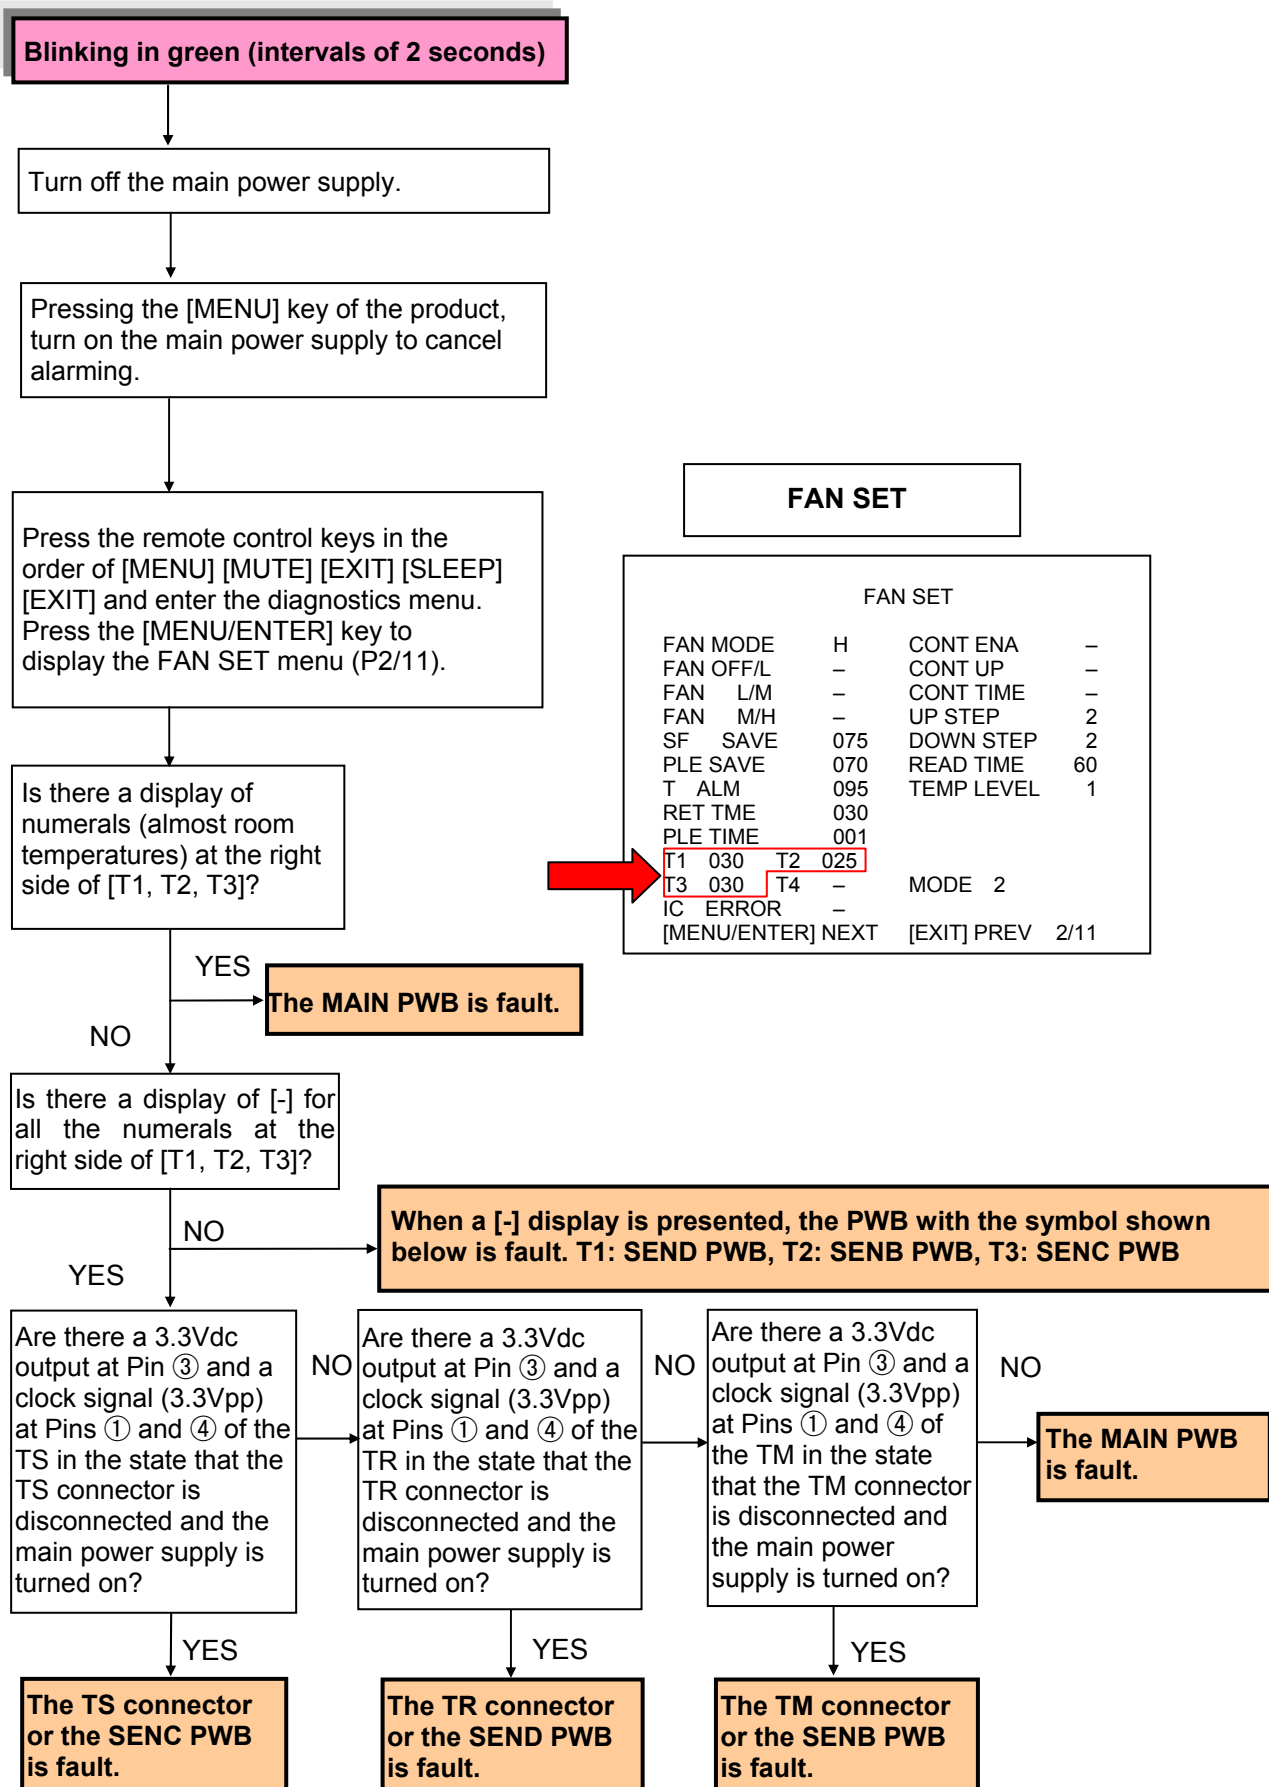 Blinking in green (intervals of 2 seconds)
Turn off the main power supply.
Pressing the [MENU] key of the product,
turn on the main power supply to cancel
alarming.
Press the remote control keys in the
order of [MENU] [MUTE] [EXIT] [SLEEP]
[EXIT] and enter the diagnostics menu.
Press the [MENU/ENTER] key to
display the FAN SET menu (P2/11).
FAN SET
FAN SET
FAN MODE H CONT ENA –
FAN OFF/L – CONT UP –
FAN L/M – CONT TIME –
FAN M/H – UP STEP 2
SF SAVE 075 DOWN STEP 2
PLE SAVE 070 READ TIME 60
T ALM 095 TEMP LEVEL 1
RET TME 030
PLE TIME 001
T1 030 T2 025
T3 030 T4 – MODE 2
IC ERROR –
[MENU/ENTER] NEXT [EXIT] PREV 2/11
Is there a display of
numerals (almost room
temperatures) at the right
side of [T1, T2, T3]?
YES
The MAIN PWB is fault.
NO
Is there a display of [-] for
all the numerals at the
right side of [T1, T2, T3]?
NO
When a [-] display is presented, the PWB with the symbol shown
below is fault. T1: SEND PWB, T2: SENB PWB, T3: SENC PWB
YES
Are there a 3.3Vdc
output at Pin ③ and a
clock signal (3.3Vpp)
at Pins ① and ④ of the
TS in the state that the
TS connector is
disconnected and the
main power supply is
turned on?
NO
Are there a 3.3Vdc
output at Pin ③ and a
clock signal (3.3Vpp)
at Pins ① and ④ of the
TR in the state that the
TR connector is
disconnected and the
main power supply is
turned on?
NO
Are there a 3.3Vdc
output at Pin ③ and a
clock signal (3.3Vpp)
at Pins ① and ④ of
the TM in the state
that the TM connector
is disconnected and
the main power
supply is turned on?
NO
The MAIN PWB
is fault.
YES
The TS connector
or the SENC PWB
is fault.
YES
The TR connector
or the SEND PWB
is fault.
YES
The TM connector
or the SENB PWB
is fault.